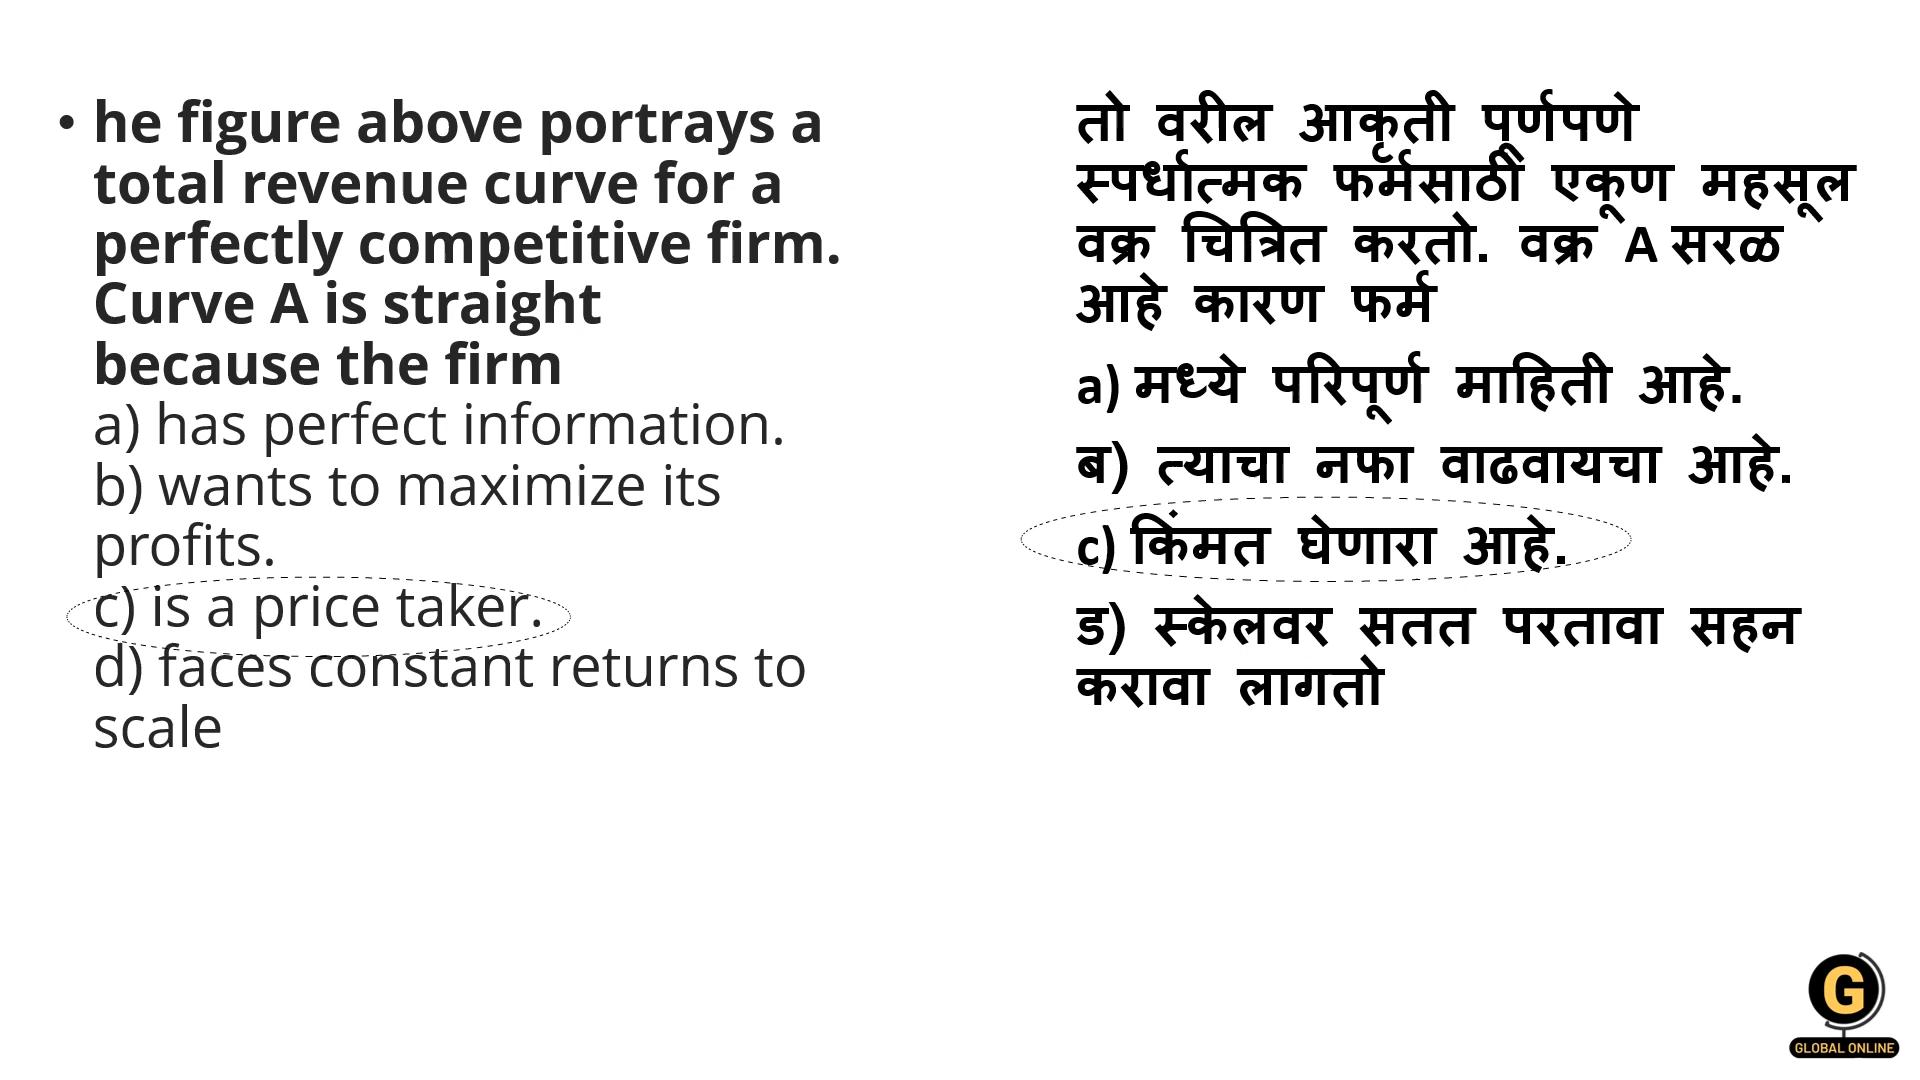 • he figure above portrays a
total revenue curve for a
perfectly competitive firm.
Curve A is straight
because the firm
a) has perfect information.
b) wants to maximize its
profits.
c) is a price taker.
d) faces constant returns to
scale
तो वरील आकृती पूर्णपणे
स्पर्धात्मक फर्मसाठी एकूण महसूल
वक्र चित्रित करतो. वक्र A सरळ
आहे कारण फर्म
a) मध्ये परिपूर्ण माहिती आहे.
ब) त्याचा नफा वाढवायचा आहे.
c) किंमत घेणारा आहे.
ड) स्केलवर सतत परतावा सहन
करावा लागतो
G
GLOBAL ONLINE